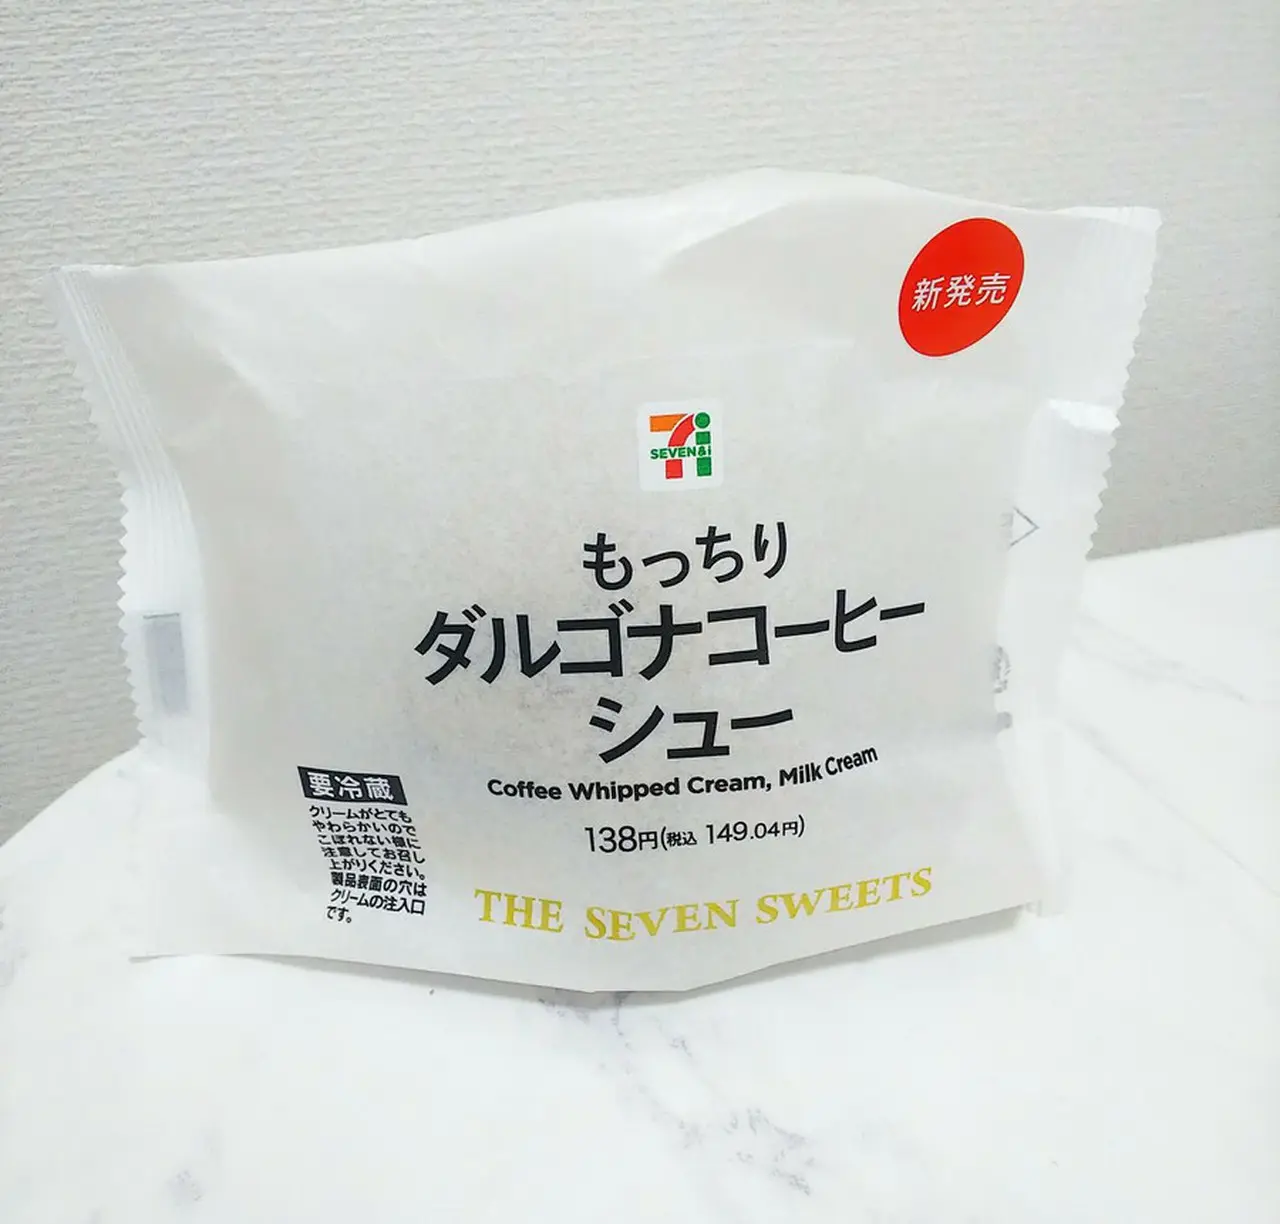 新発売
SEVEN&i
もっちり
ダルゴナコーヒー
シュー
Coffee Whipped Cream, Milk Cream
138円(税込 149.04円)
THE SEVEN SWEETS
要冷蔵
クリームがとても
やわらかいので
こぼれない様に
注意してお召し
上がりください。
製品表面の穴は
クリームの注入口
です。